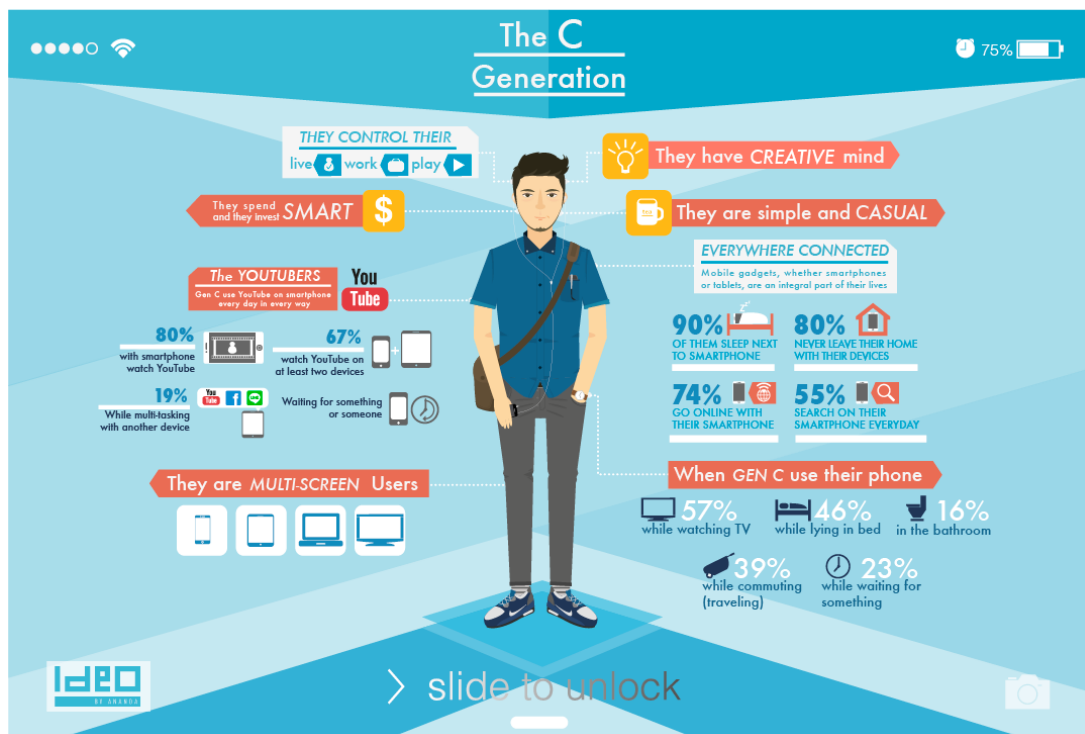 The C
Generation
75%
THEY CONTROL THEIR
live work play
They spend
and they invest SMART
$
They have CREATIVE mind
They are simple and CASUAL
The YOUTUBERS
Gen C use YouTube on smartphone
every day in every way
You
Tube
80%
with smartphone
watch YouTube
67%
watch YouTube on
at least two devices
19%
You
Tube
f
LINE
While multi-tasking
with another device
Waiting for something
or someone
They are MULTI-SCREEN Users
EVERYWHERE CONNECTED
Mobile gadgets, whether smartphones
or tablets, are an integral part of their lives
90%
OF THEM SLEEP NEXT
TO SMARTPHONE
80%
NEVER LEAVE THEIR HOME
WITH THEIR DEVICES
74%
GO ONLINE WITH
THEIR SMARTPHONE
55%
SEARCH ON THEIR
SMARTPHONE EVERYDAY
When GEN C use their phone
57%
while watching TV
46%
while lying in bed
16%
in the bathroom
39%
while commuting
(traveling)
23%
while waiting for
something
Ideo
BY ANANDA
> slide to unlock